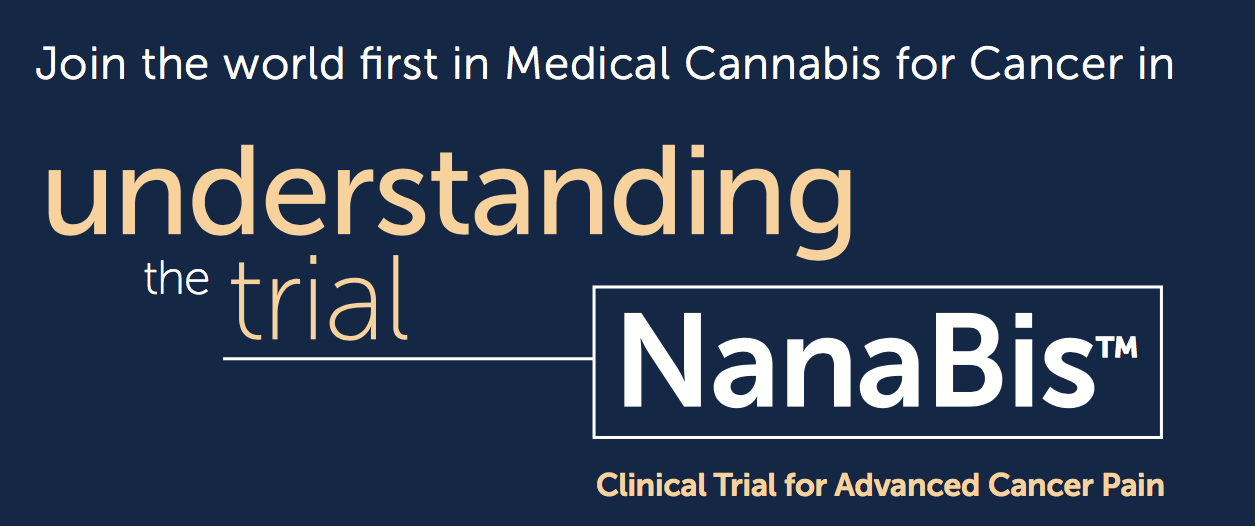 Join the world first in Medical Cannabis for Cancer in
understanding
the trial
NanaBis™
Clinical Trial for Advanced Cancer Pain